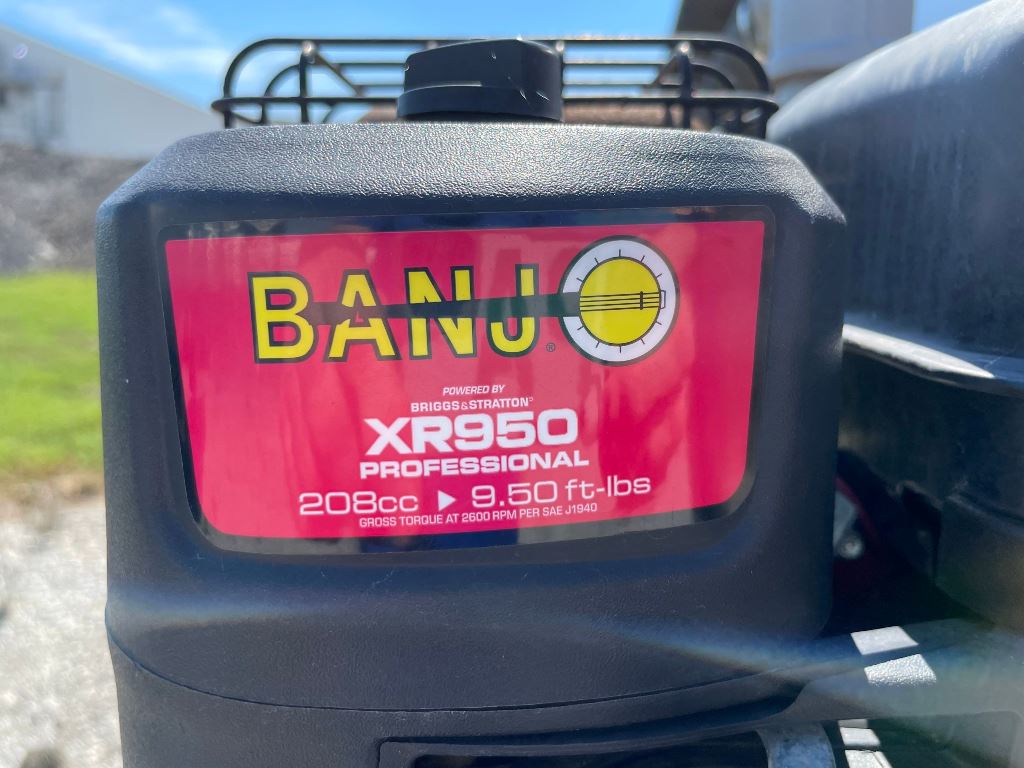 BANJO®
POWERED BY
BRIGGS&STRATTON®
XR950
PROFESSIONAL
208cc ▶ 9.50 ft-lbs
GROSS TORQUE AT 2600 RPM PER SAE J1940